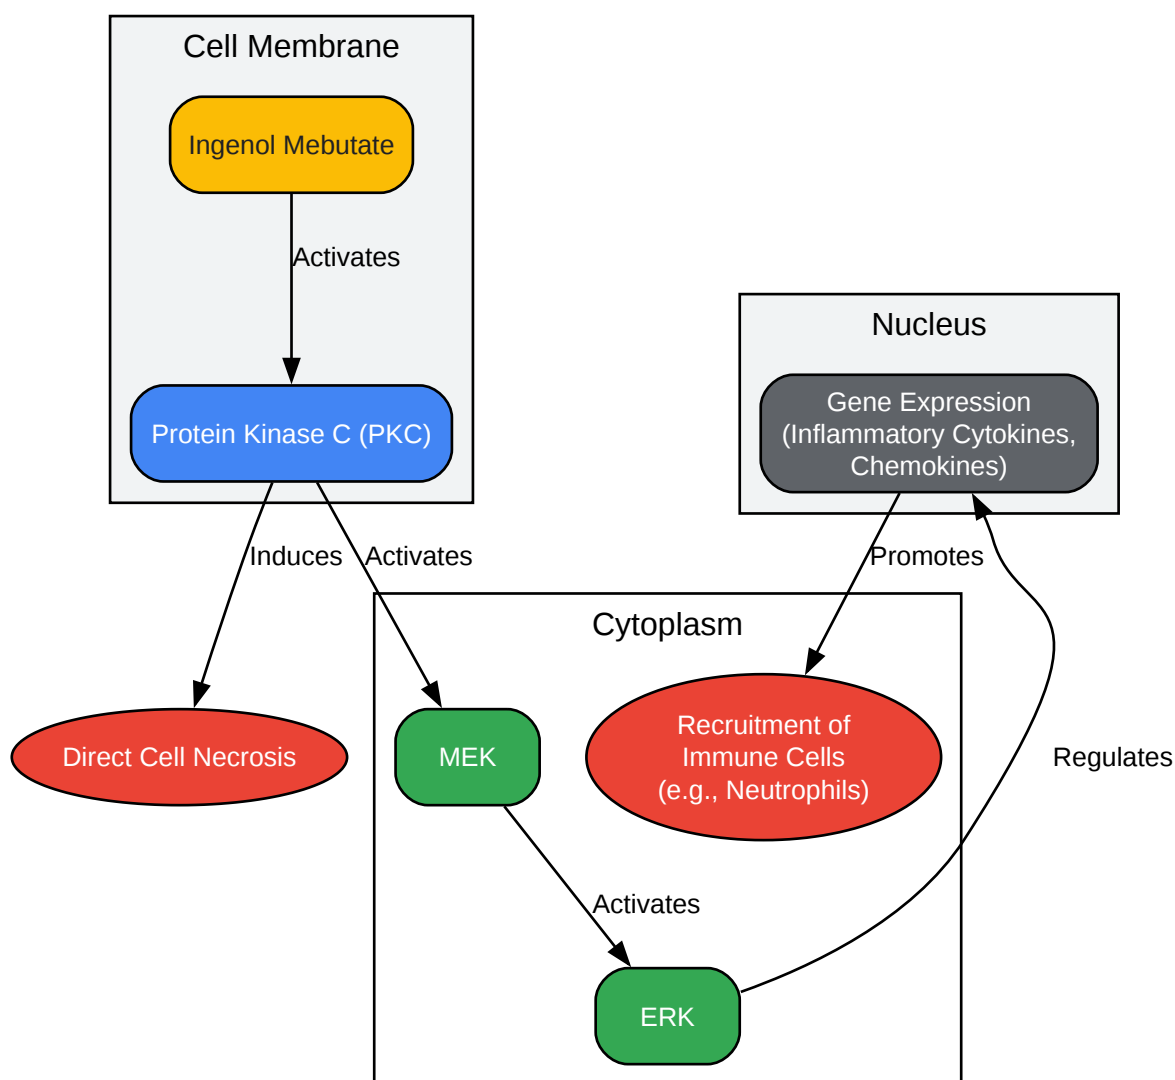 Cell Membrane
Ingenol Mebutate
Activates
Nucleus
Protein Kinase C (PKC)
Gene Expression
(Inflammatory Cytokines,
Chemokines)
Induces
Activates
Promotes
Cytoplasm
Direct Cell Necrosis
MEK
Recruitment of
Immune Cells
(e.g., Neutrophils)
Regulates
Activates
ERK